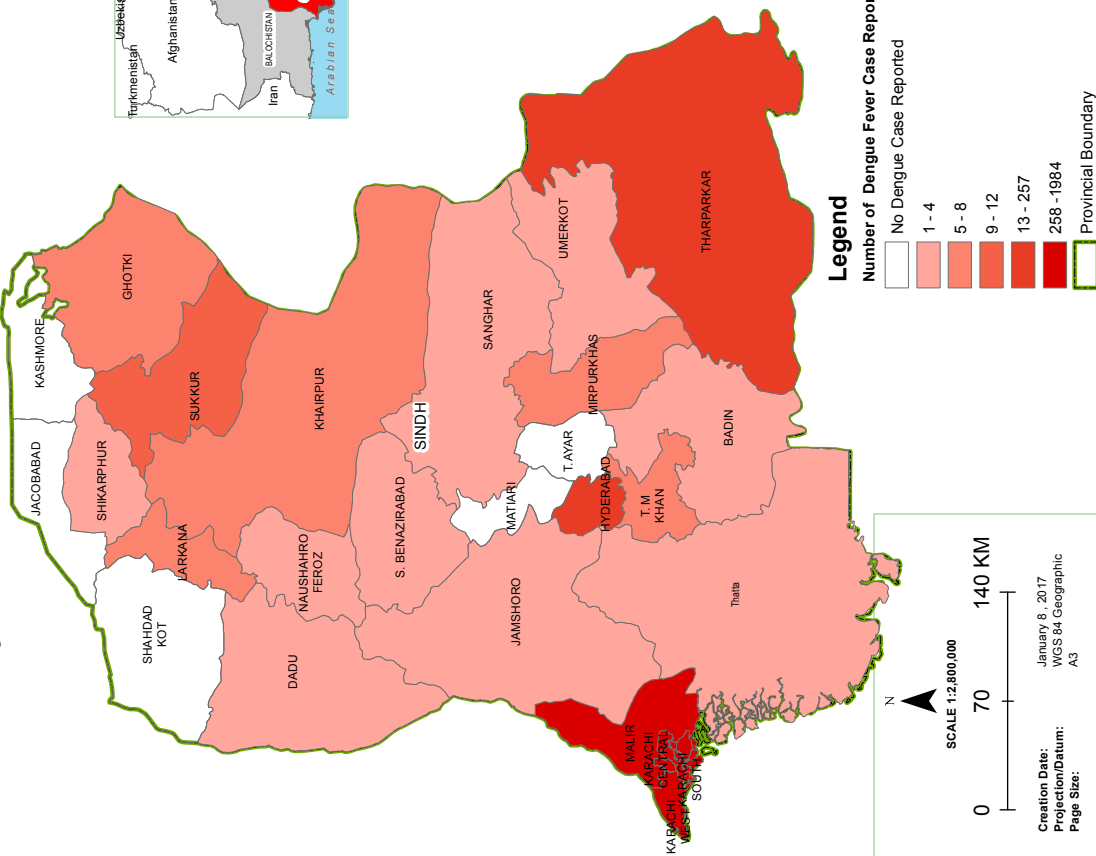 Uzbekis
Turkmenistan
Afghanistan
BALOCHISTAN
Iran
Arabian Sea
KASHMORE
JACOBABAD
GHOTKI
SHIKARPHUR
SUKKUR
LARKANA
SHAHDAD
KOT
KHAIRPUR
NAUSHAHRO
FEROZ
DADU
S. BENAZIRABAD
SINDH
SANGHAR
UMERKOT
MATIARI
T.AYAR
MIRPURKHAS
THARPARKAR
JAMSHORO
HYDERABAD
T.M
KHAN
BADIN
Thatta
MALIR
KARACHI
CENTRAL
KARACHI
WEST
KARACHI
SOUTH
Legend
Number of Dengue Fever Case Repor
No Dengue Case Reported
1 - 4
5 - 8
9 - 12
13 - 257
258 -1984
Provincial Boundary
N
SCALE 1:2,800,000
0 70 140 KM
Creation Date: January 8 , 2017
Projection/Datum: WGS 84 Geographic
Page Size: A3